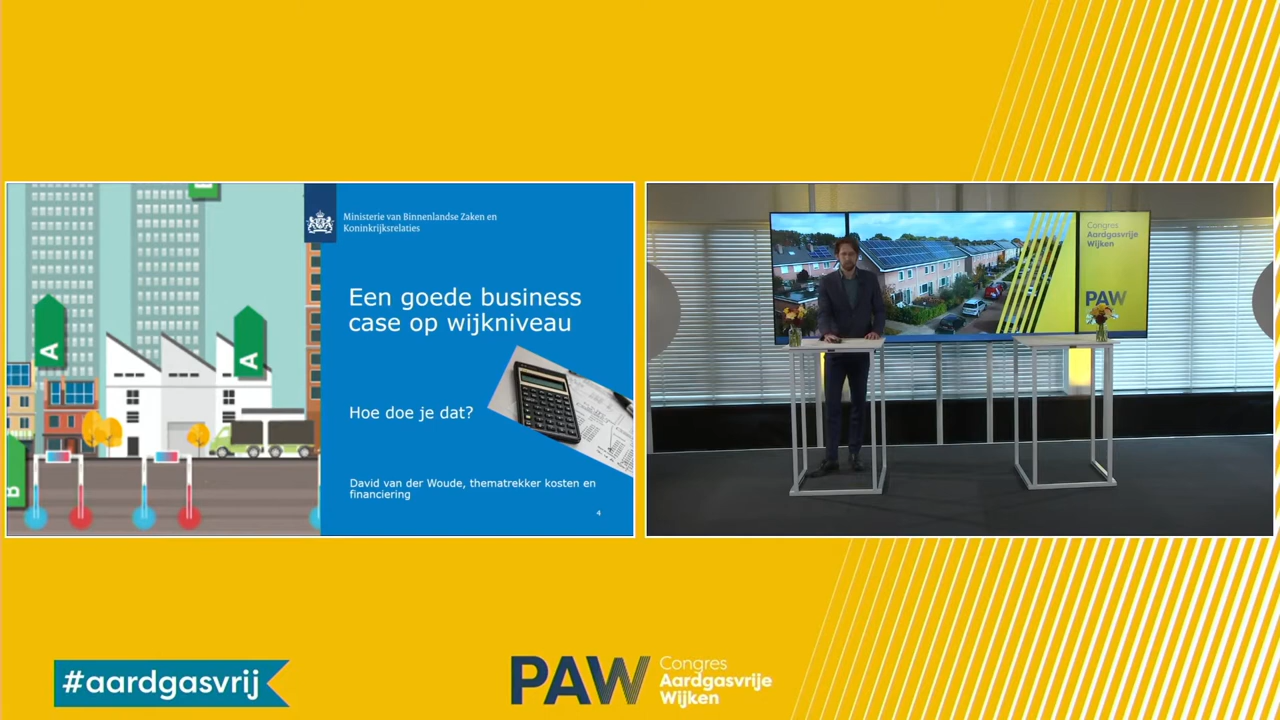 Ministerie van Binnenlandse Zaken en
Koninkrijksrelaties
Een goede business
case op wijkniveau
Hoe doe je dat?
David van der Woude, thematrekker kosten en
financiering
4
A
A
B
Congres
Aardgasvrije
Wijken
PAW
#aardgasvrij
PAW
Congres
Aardgasvrije
Wijken